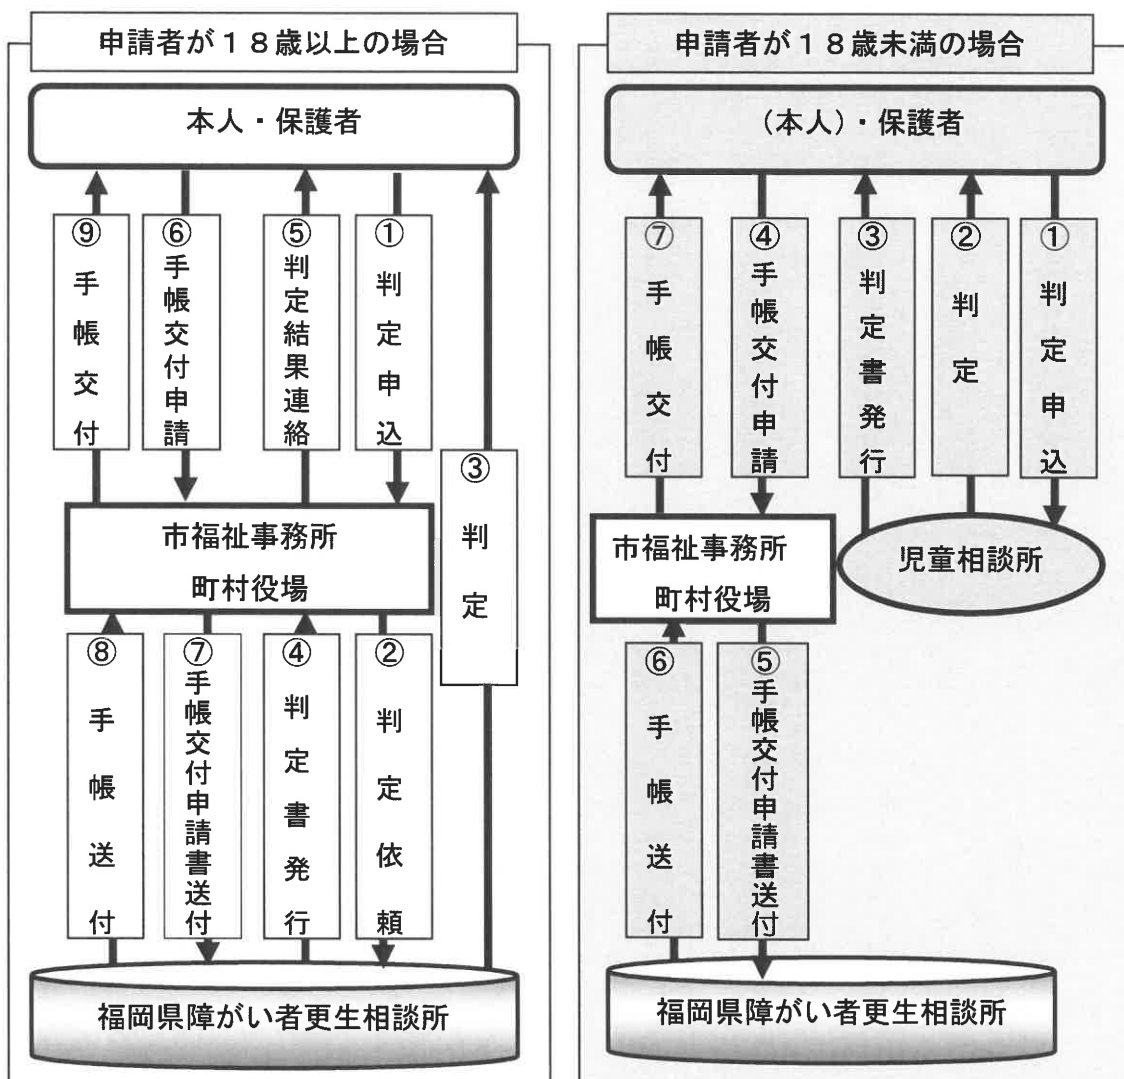 申請者が１８歳以上の場合
本人・保護者
⑨手帳交付
⑥手帳交付申請
⑤判定結果連絡
①判定申込
③判定
市福祉事務所
町村役場
⑧手帳送付
⑦手帳交付申請書送付
④判定書発行
②判定依頼
福岡県障がい者更生相談所
申請者が１８歳未満の場合
（本人）・保護者
⑦手帳交付
④手帳交付申請
③判定書発行
②判定
①判定申込
市福祉事務所
町村役場
児童相談所
⑥手帳送付
⑤手帳交付申請書送付
福岡県障がい者更生相談所